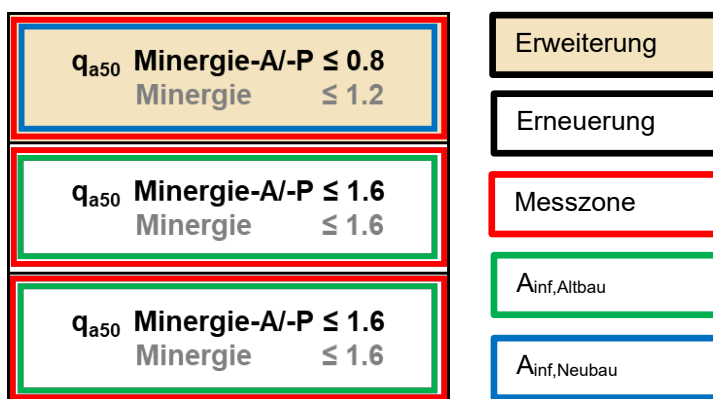 qa50 Minergie-A/-P ≤ 0.8
Minergie ≤ 1.2
qa50 Minergie-A/-P ≤ 1.6
Minergie ≤ 1.6
qa50 Minergie-A/-P ≤ 1.6
Minergie ≤ 1.6
Erweiterung
Erneuerung
Messzone
Ainf,Altbau
Ainf,Neubau